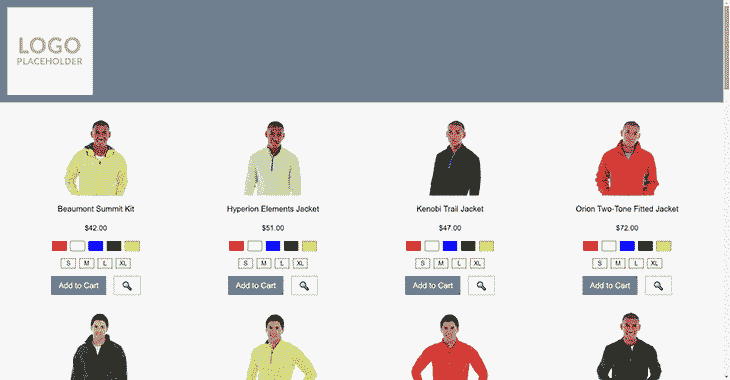 LOGO
PLACEHOLDER
Beaumont Summit Kit
Hyperion Elements Jacket
Kenobi Trail Jacket
Orion Two-Tone Fitted Jacket
$42.00
$51.00
$47.00
$72.00
S M L XL
S M L XL
S M L XL
S M L XL
Add to Cart
Add to Cart
Add to Cart
Add to Cart